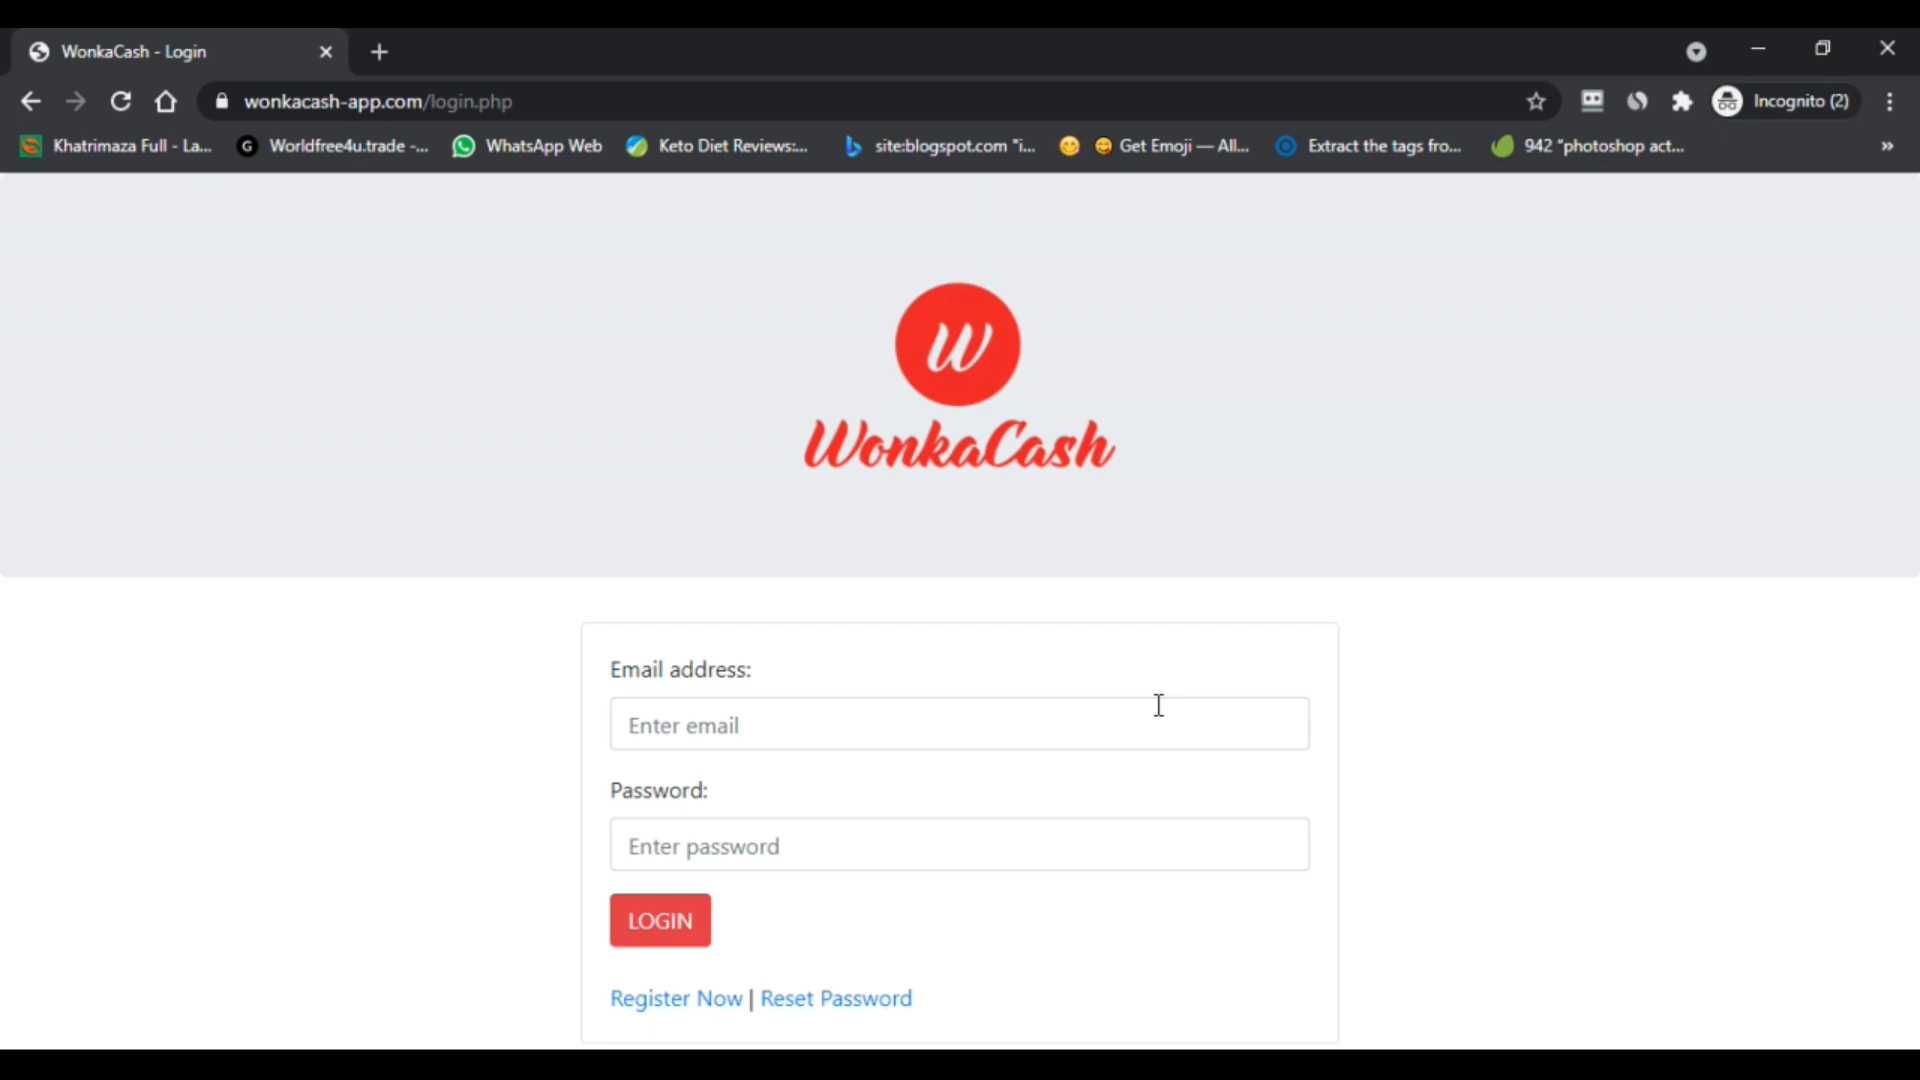 WonkaCash - Login
wonkacash-app.com/login.php
Incognito (2)
Khatrimaza Full - La...
Worldfree4u.trade -...
WhatsApp Web
Keto Diet Reviews:...
site:blogspot.com "i...
Get Emoji — All...
Extract the tags fro...
942 "photoshop act...
W
WonkaCash
Email address:
Enter email
Password:
Enter password
LOGIN
Register Now | Reset Password